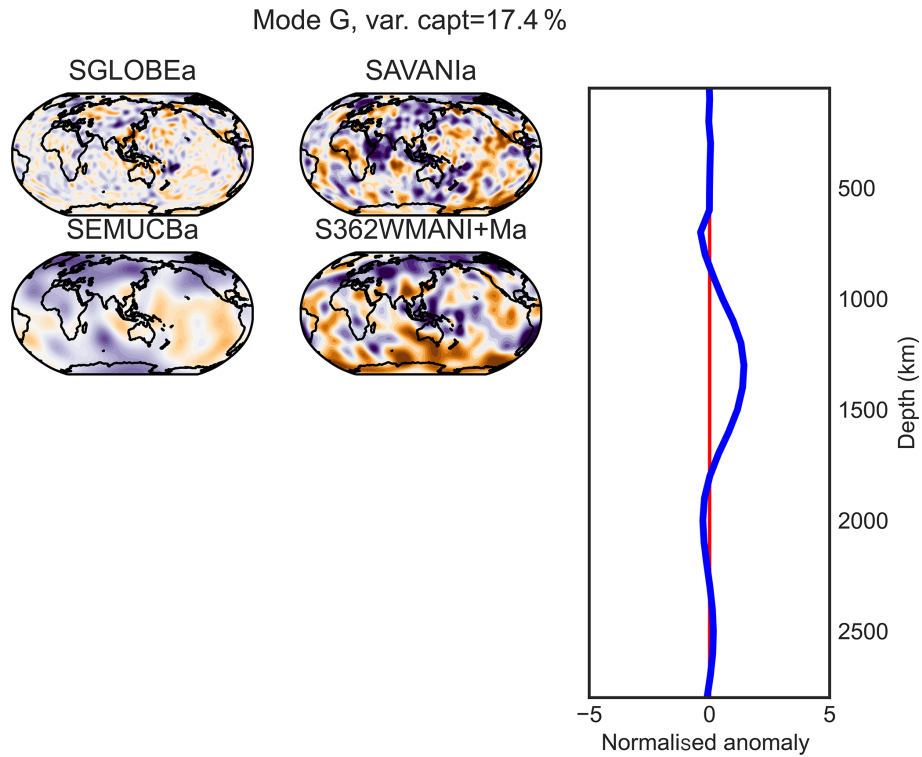 Mode G, var. capt=17.4 %
SGLOBEa
SAVANIa
SEMUCBa
S362WMANI+Ma
500
1000
1500
2000
2500
Depth (km)
−5
0
5
Normalised anomaly